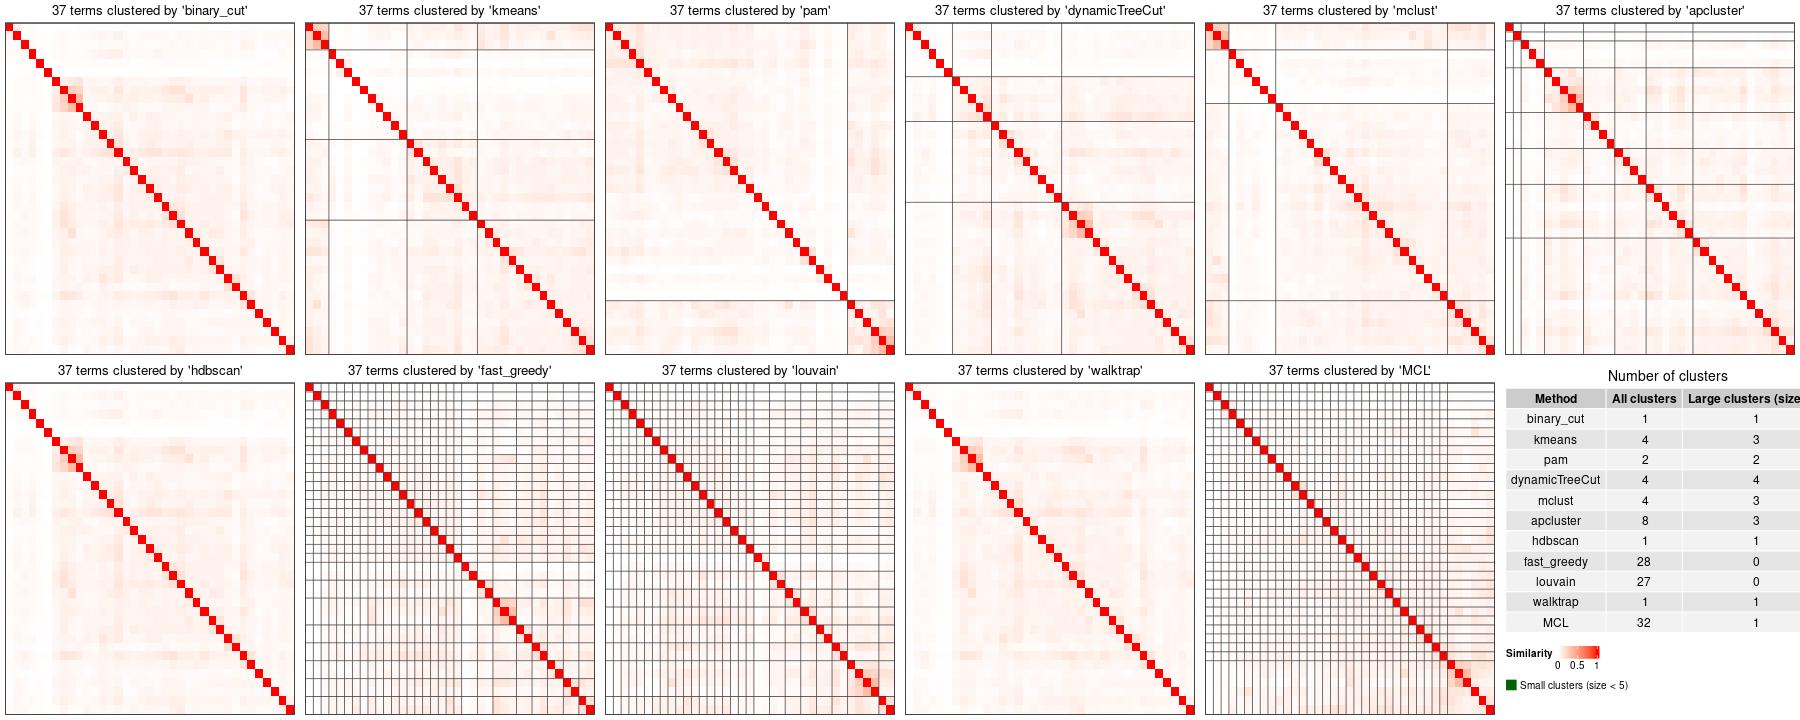 37 terms clustered by 'binary_cut'
37 terms clustered by 'kmeans'
37 terms clustered by 'pam'
37 terms clustered by 'dynamicTreeCut'
37 terms clustered by 'mclust'
37 terms clustered by 'apcluster'
37 terms clustered by 'hdbscan'
37 terms clustered by 'fast_greedy'
37 terms clustered by 'louvain'
37 terms clustered by 'walktrap'
37 terms clustered by 'MCL'
Number of clusters
Method All clusters Large clusters (size
binary_cut 1 1
kmeans 4 3
pam 2 2
dynamicTreeCut 4 4
mclust 4 3
apcluster 8 3
hdbscan 1 1
fast_greedy 28 0
louvain 27 0
walktrap 1 1
MCL 32 1
Similarity
0 0.5 1
Small clusters (size < 5)